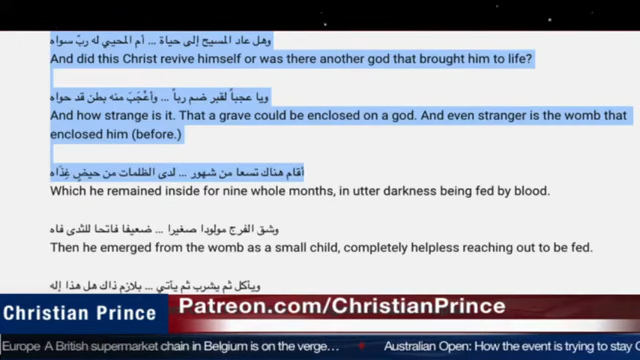 وهل عاد المسيح إلى حياة ... أم المحيي له ربّ سواه
And did this Christ revive himself or was there another god that brought him to life?
ويا عجباً لقبر ضم رباً ... وأعْجَبَ منه بطن قد حواه
And how strange is it. That a grave could be enclosed on a god. And even stranger is the womb that
enclosed him (before.)
أقام هناك تسعا من شهور ... لدى الظلمات من حيضٍ غِذَاه
Which he remained inside for nine whole months, in utter darkness being fed by blood.
وشق الفرج مولودا صغيرا ... ضعيفا فاتحا للثدى فاه
Then he emerged from the womb as a small child, completely helpless reaching out to be fed.
ويأكل ثم يشرب ثم يأتي ... بلازم ذاك هل هذا إله
Christian Prince
Patreon.com/ChristianPrince
Europe A British supermarket chain in Belgium is on the verge... Australian Open: How the event is trying to stay